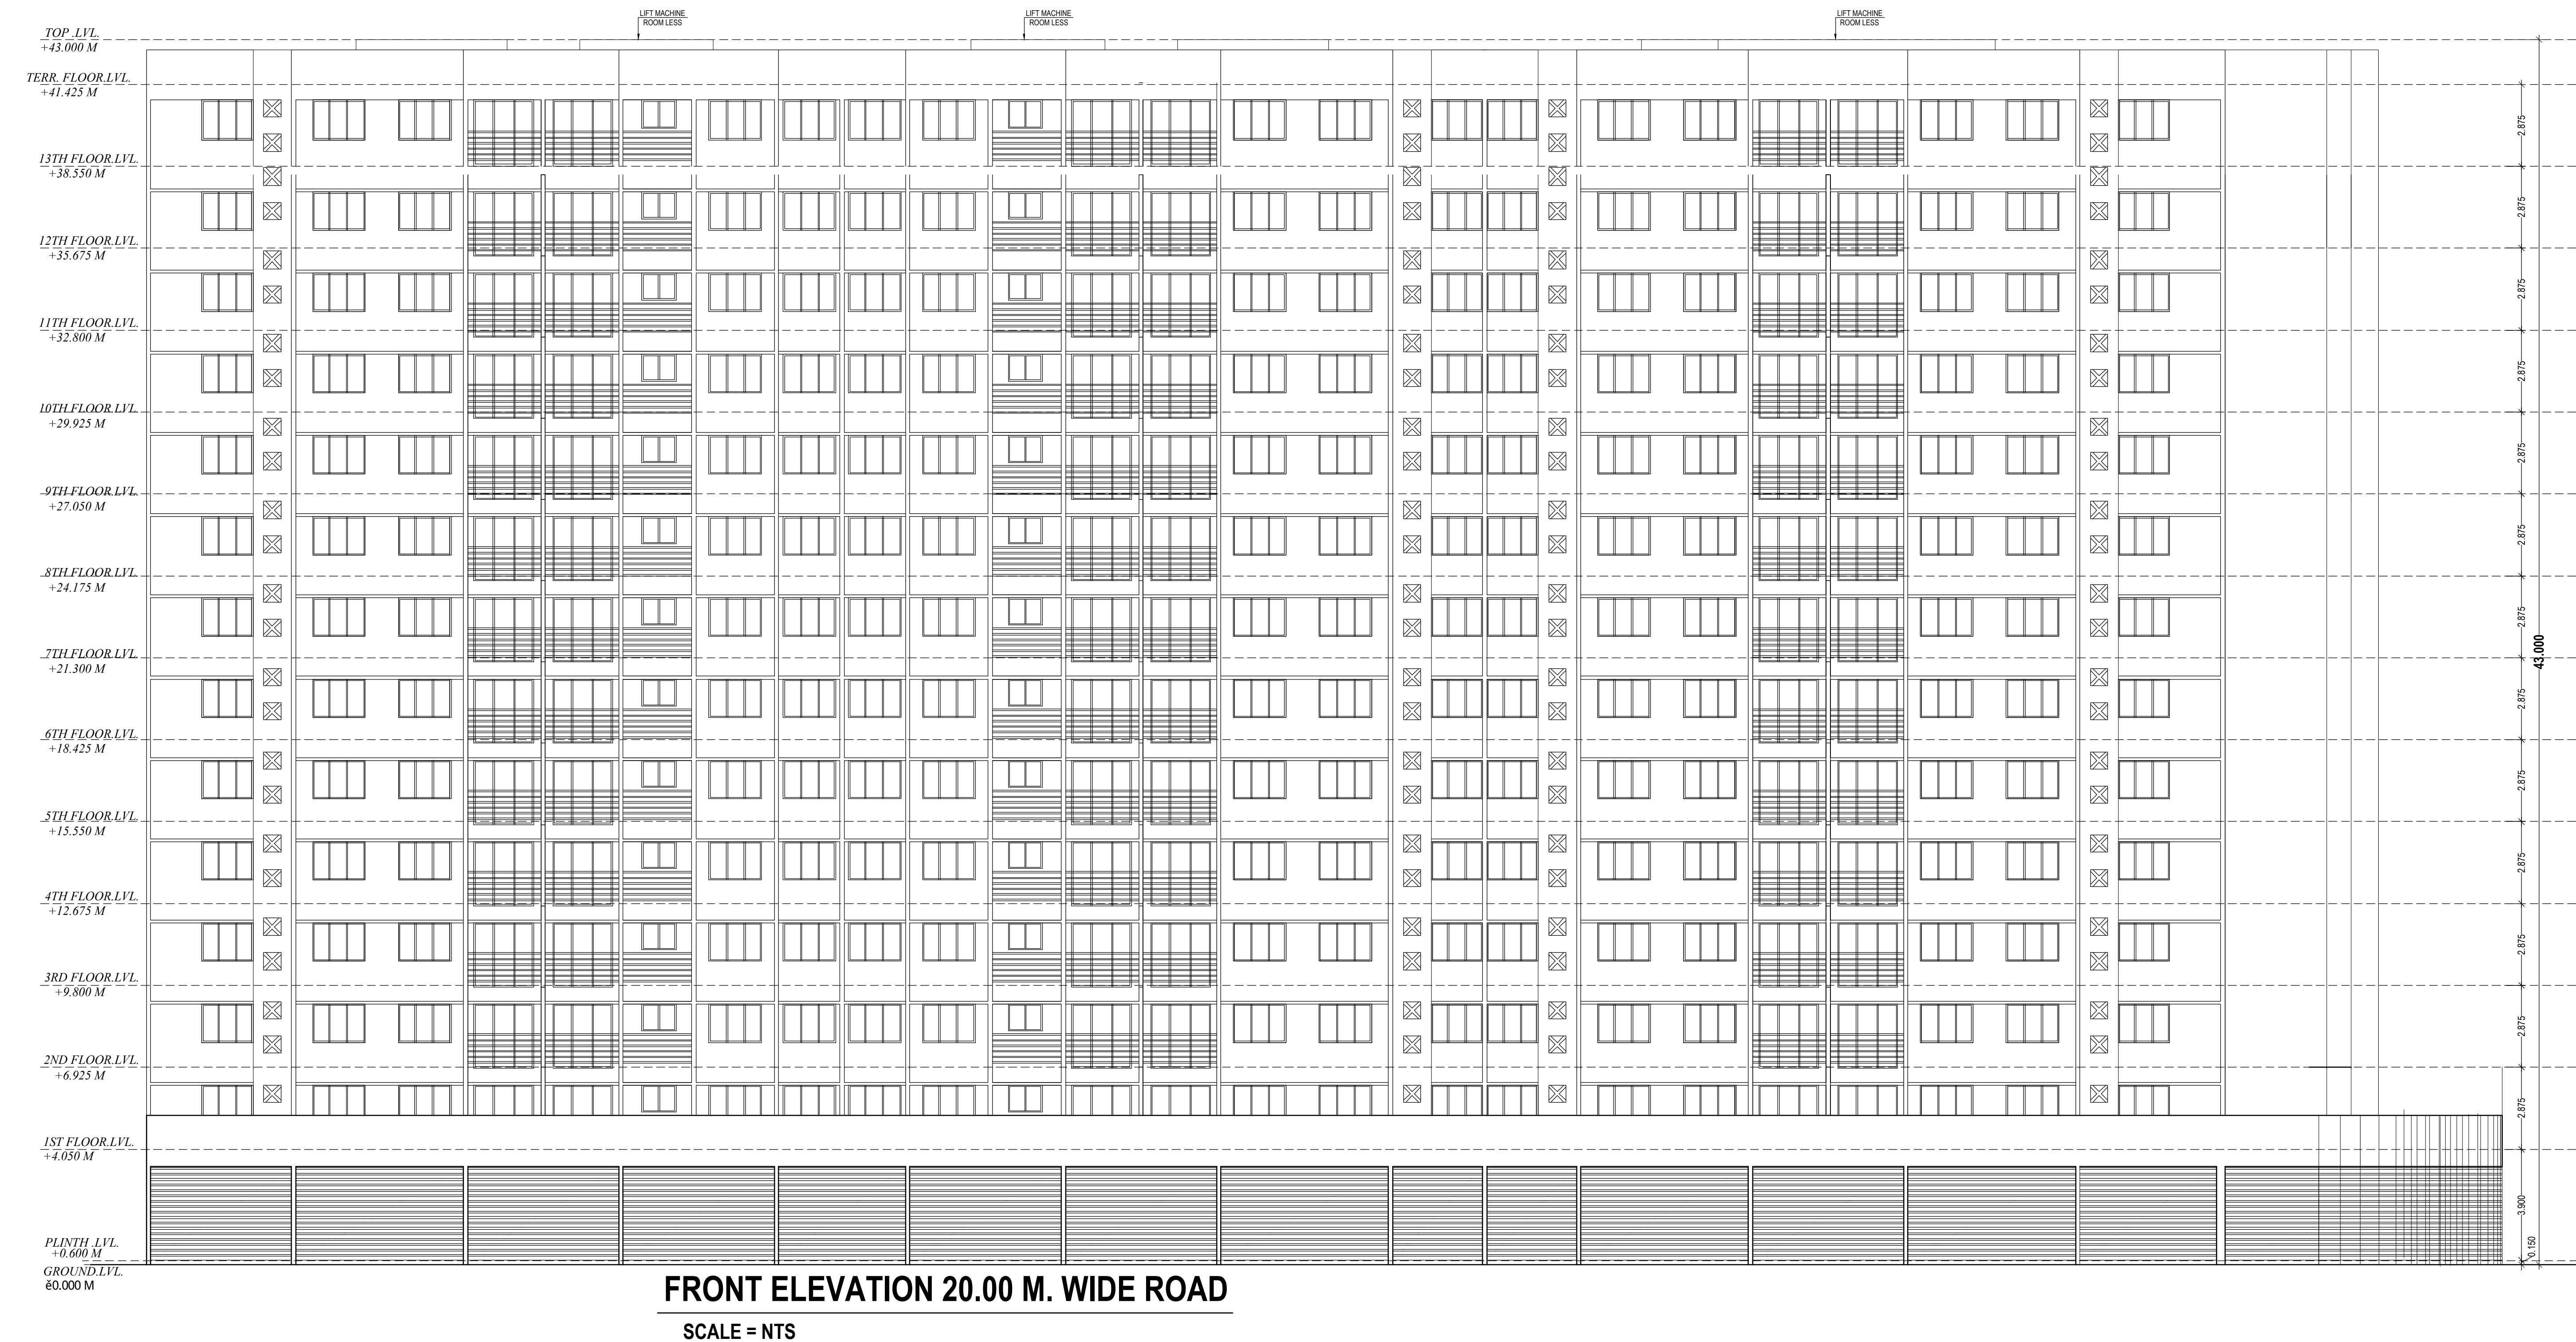 LIFT MACHINE
ROOM LESS
LIFT MACHINE
ROOM LESS
LIFT MACHINE
ROOM LESS
TOP .LVL.
+43.000 M
TERR. FLOOR.LVL.
+41.425 M
2.875
13TH FLOOR.LVL.
+38.550 M
2.875
12TH FLOOR.LVL.
+35.675 M
2.875
11TH FLOOR.LVL.
+32.800 M
2.875
10TH FLOOR.LVL.
+29.925 M
2.875
9TH FLOOR.LVL.
+27.050 M
2.875
8TH FLOOR.LVL.
+24.175 M
2.875
7TH FLOOR.LVL.
+21.300 M
43.000
2.875
6TH FLOOR.LVL.
+18.425 M
2.875
5TH FLOOR.LVL.
+15.550 M
2.875
4TH FLOOR.LVL.
+12.675 M
2.875
3RD FLOOR.LVL.
+9.800 M
2.875
2ND FLOOR.LVL.
+6.925 M
2.875
1ST FLOOR.LVL.
+4.050 M
3.900
PLINTH .LVL.
+0.600 M
0.150
GROUND.LVL.
ĕ0.000 M
FRONT ELEVATION 20.00 M. WIDE ROAD
SCALE = NTS